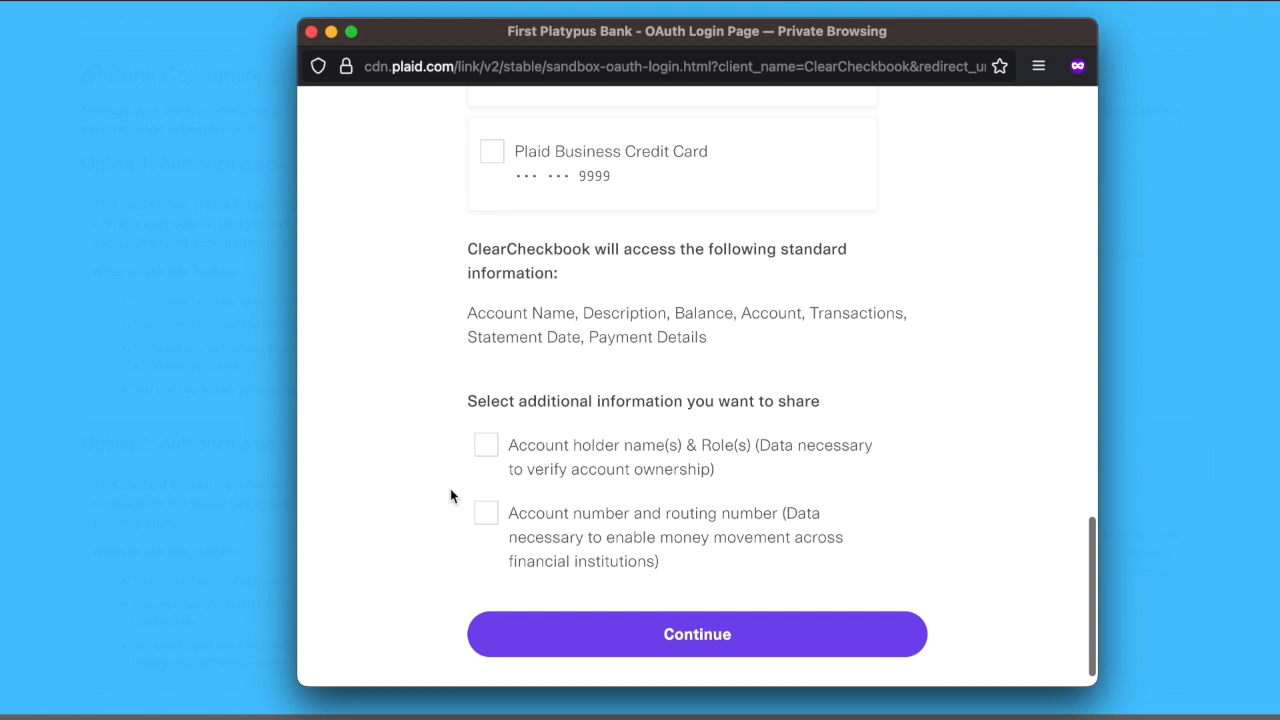 First Platypus Bank - OAuth Login Page — Private Browsing
cdn.plaid.com/link/v2/stable/sandbox-oauth-login.html?client_name=ClearCheckbook&redirect_u
Plaid Business Credit Card
••• ••• 9999
ClearCheckbook will access the following standard
information:
Account Name, Description, Balance, Account, Transactions,
Statement Date, Payment Details
Select additional information you want to share
Account holder name(s) & Role(s) (Data necessary
to verify account ownership)
Account number and routing number (Data
necessary to enable money movement across
financial institutions)
Continue
Bank Connection